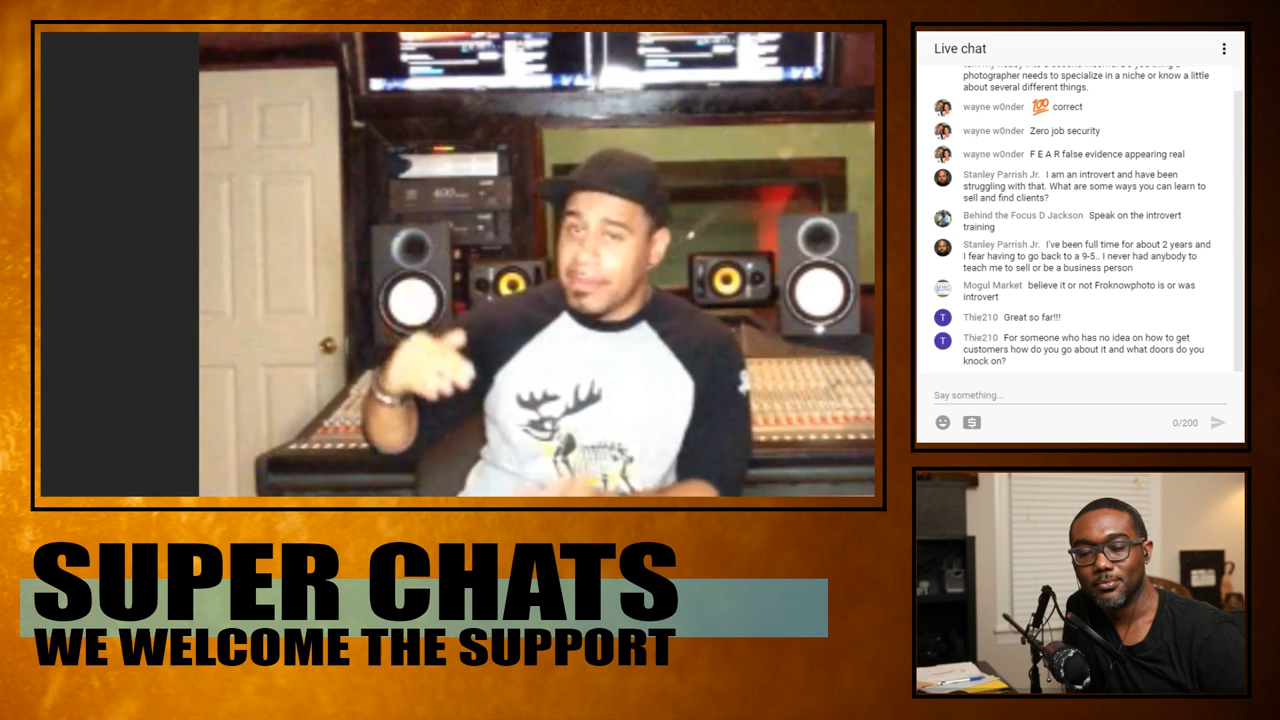 Live chat
photographer needs to specialize in a niche or know a little
about several different things.
wayne w0nder 💯 correct
wayne w0nder Zero job security
wayne w0nder F E A R false evidence appearing real
Stanley Parrish Jr. I am an introvert and have been
struggling with that. What are some ways you can learn to
sell and find clients?
Behind the Focus D Jackson Speak on the introvert
training
Stanley Parrish Jr. I've been full time for about 2 years and
I fear having to go back to a 9-5.. I never had anybody to
teach me to sell or be a business person
Mogul Market believe it or not Froknowphoto is or was
introvert
T Thie210 Great so far!!!
T Thie210 For someone who has no idea on how to get
customers how do you go about it and what doors do you
knock on?
Say something...
0/200
SUPER CHATS
WE WELCOME THE SUPPORT